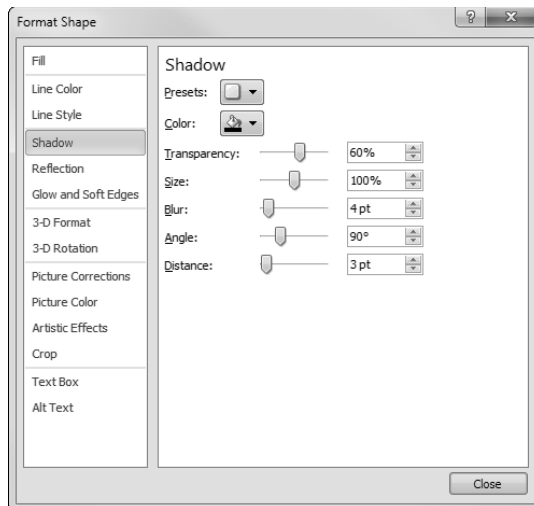 Format Shape
?
X
Fill
Line Color
Line Style
Shadow
Reflection
Glow and Soft Edges
3-D Format
3-D Rotation
Picture Corrections
Picture Color
Artistic Effects
Crop
Text Box
Alt Text
Shadow
Presets:
Color:
Transparency: 60%
Size: 100%
Blur: 4 pt
Angle: 90°
Distance: 3 pt
Close